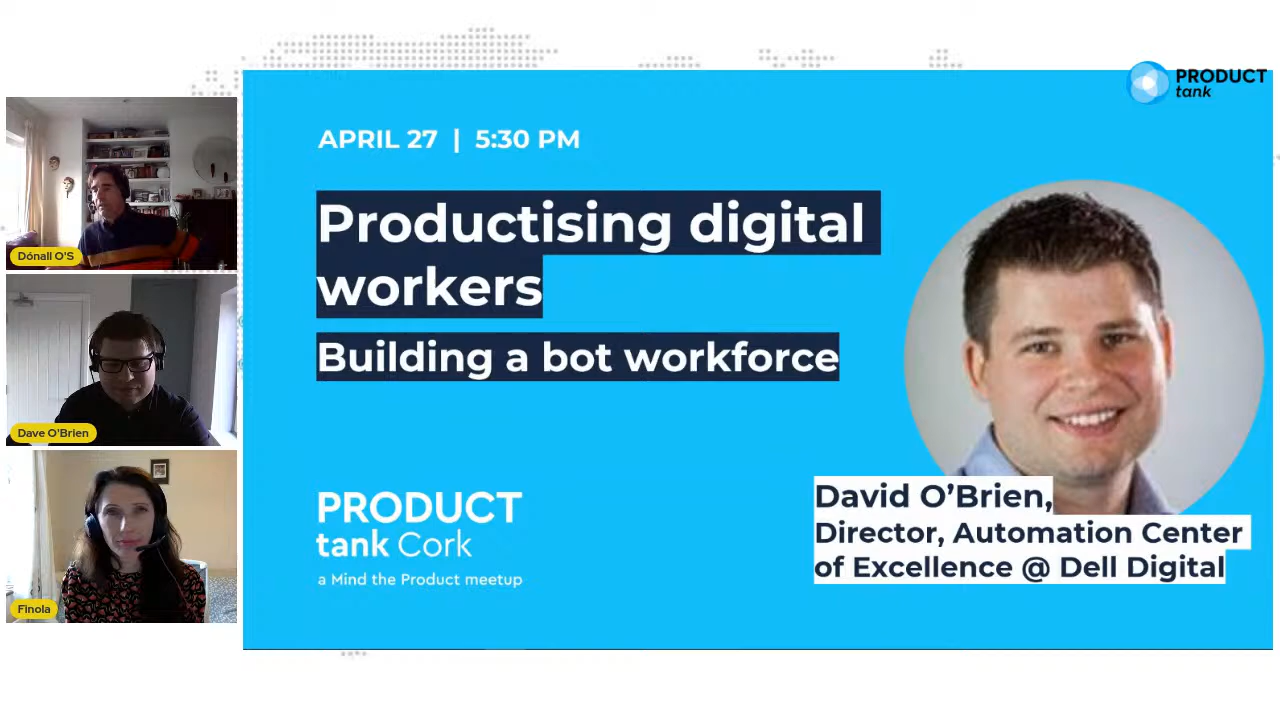 PRODUCT
tank
APRIL 27 | 5:30 PM
Productising digital
workers
Building a bot workforce
David O’Brien,
Director, Automation Center
of Excellence @ Dell Digital
PRODUCT
tank Cork
a Mind the Product meetup
Dónall O'S
Dave O'Brien
Finola